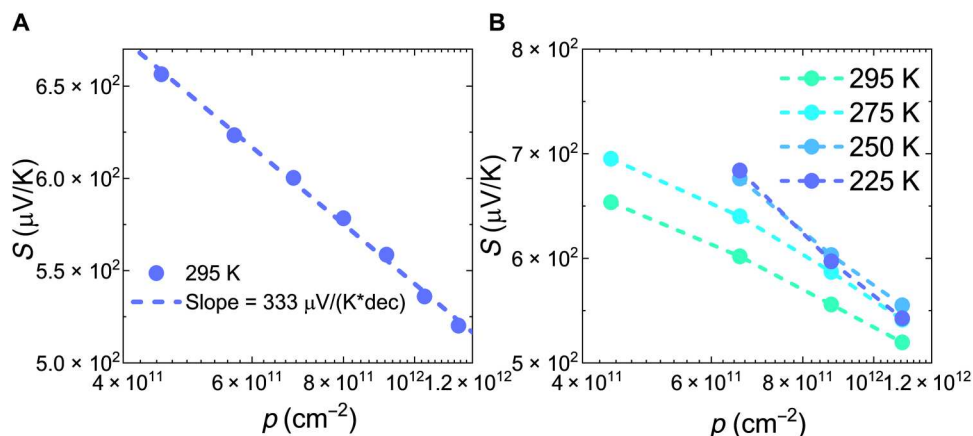 A
6.5 × 10²
6.0 × 10²
5.5 × 10²
5.0 × 10²
S (μV/K)
295 K
Slope = 333 μV/(K*dec)
4 × 10¹¹
6 × 10¹¹
8 × 10¹¹
10¹²
1.2 × 10¹²
p (cm⁻²)
B
8 × 10²
7 × 10²
6 × 10²
5 × 10²
S (μV/K)
295 K
275 K
250 K
225 K
4 × 10¹¹
6 × 10¹¹
8 × 10¹¹
10¹²
1.2 × 10¹²
p (cm⁻²)